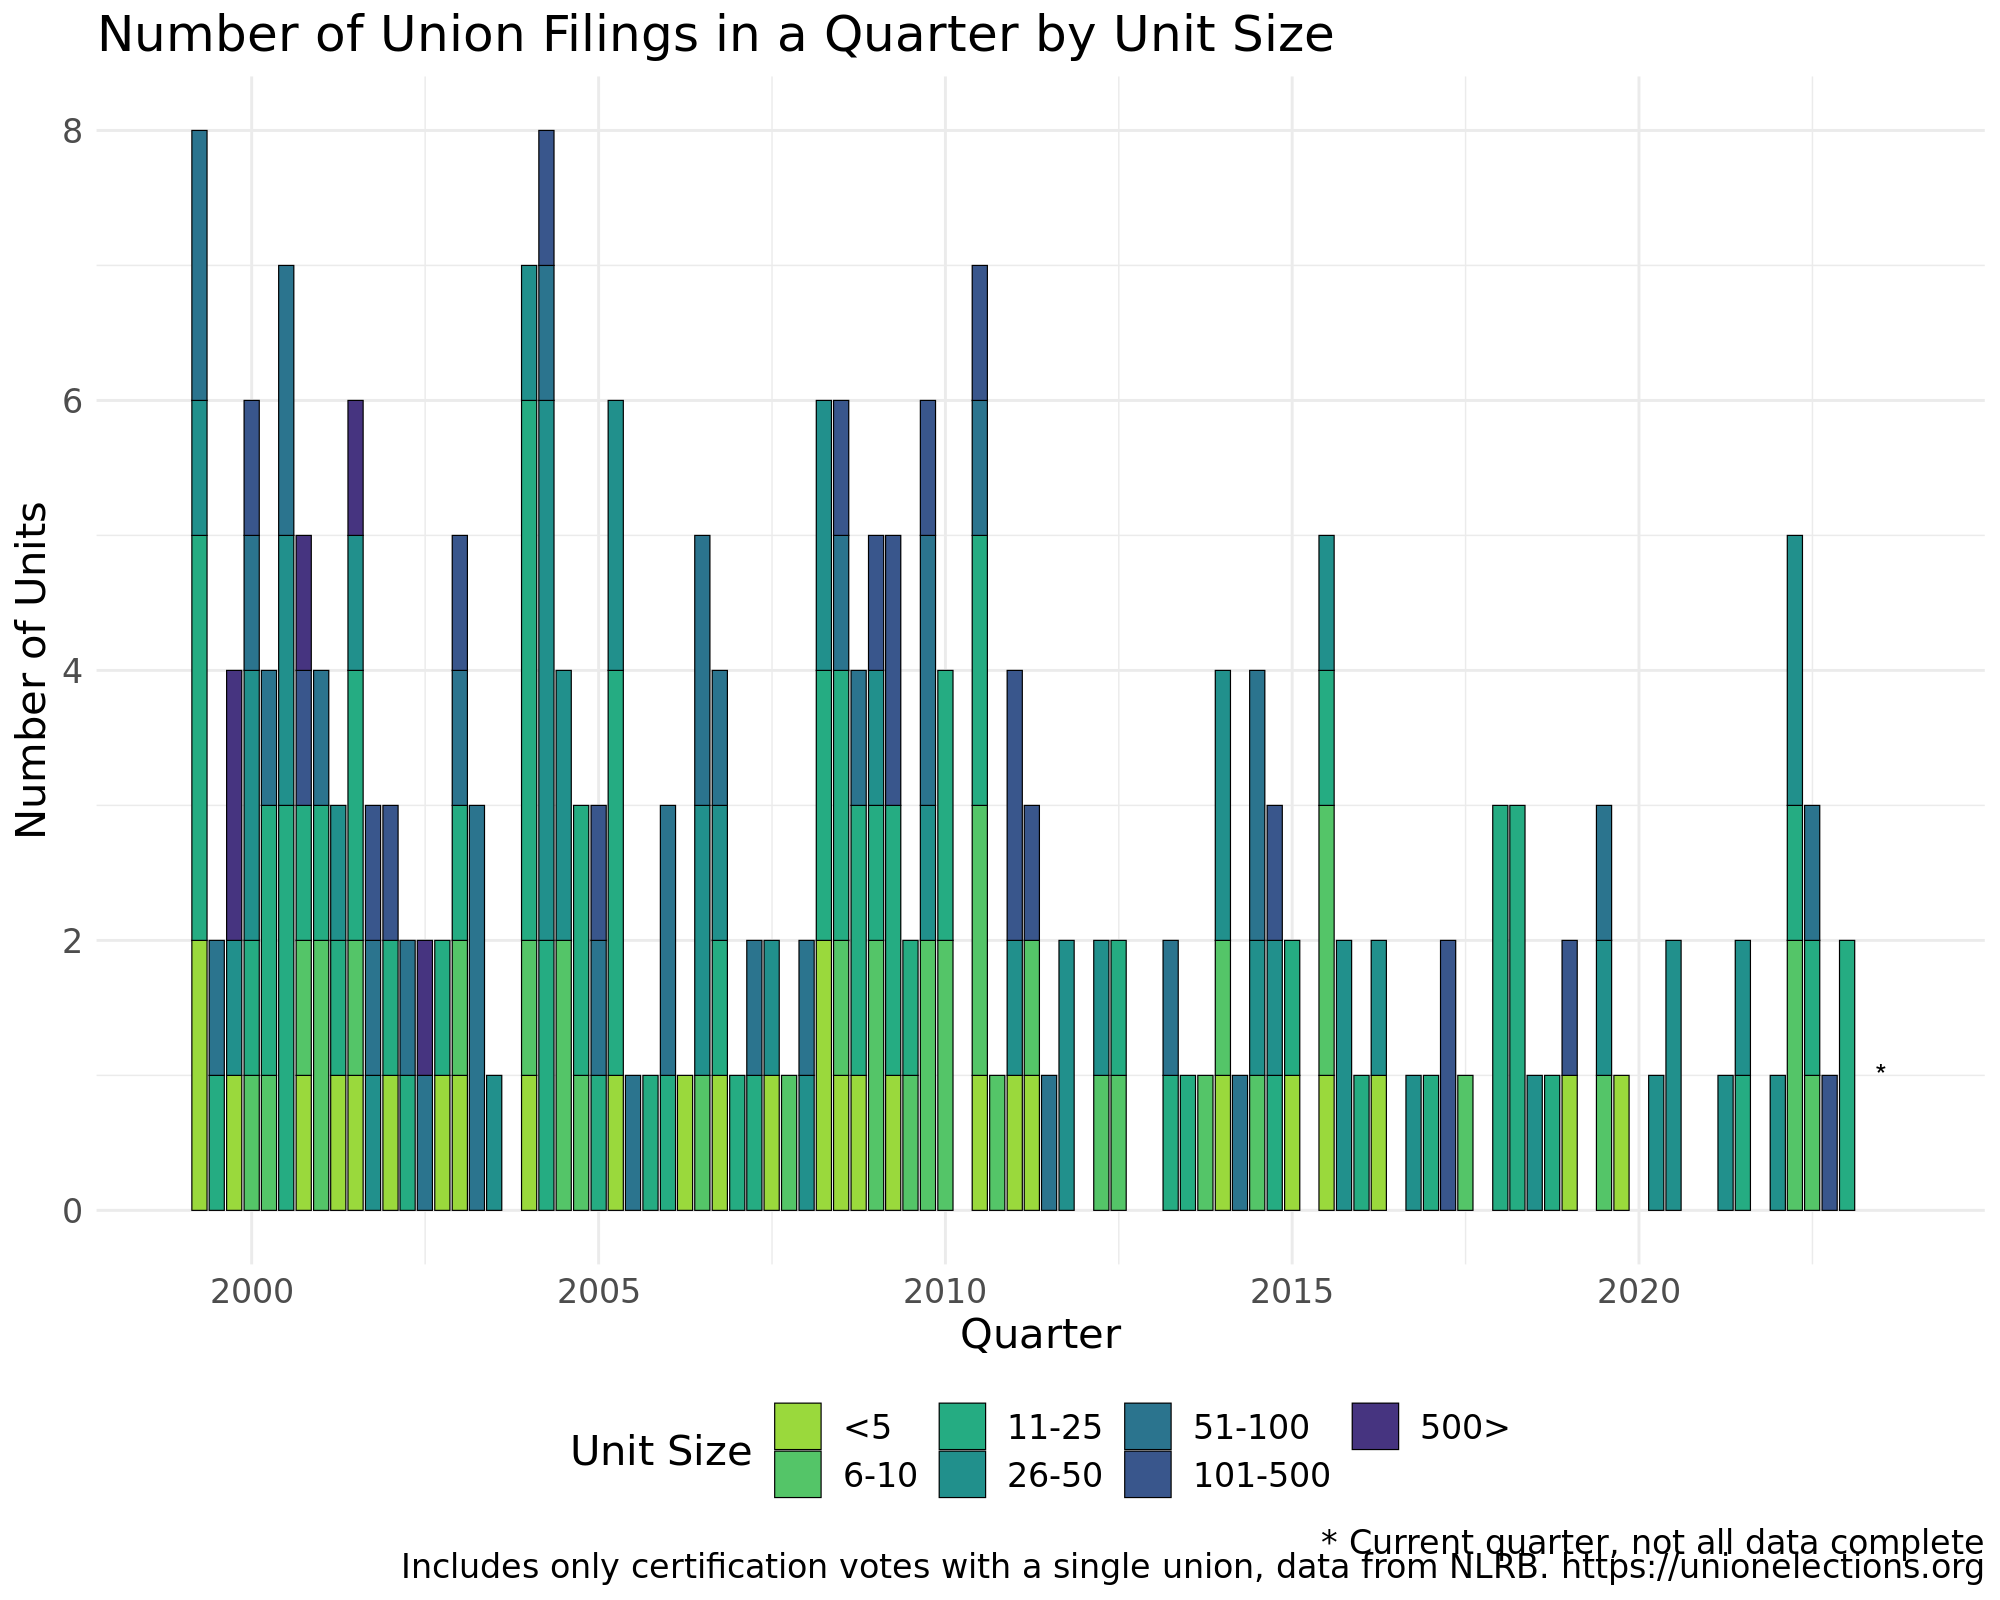 Number of Union Filings in a Quarter by Unit Size
Number of Units
8
6
4
2
0
*
2000 2005 2010 2015 2020
Quarter
Unit Size
<5 11-25 51-100 500>
6-10 26-50 101-500
* Current quarter, not all data complete
Includes only certification votes with a single union, data from NLRB. https://unionelections.org